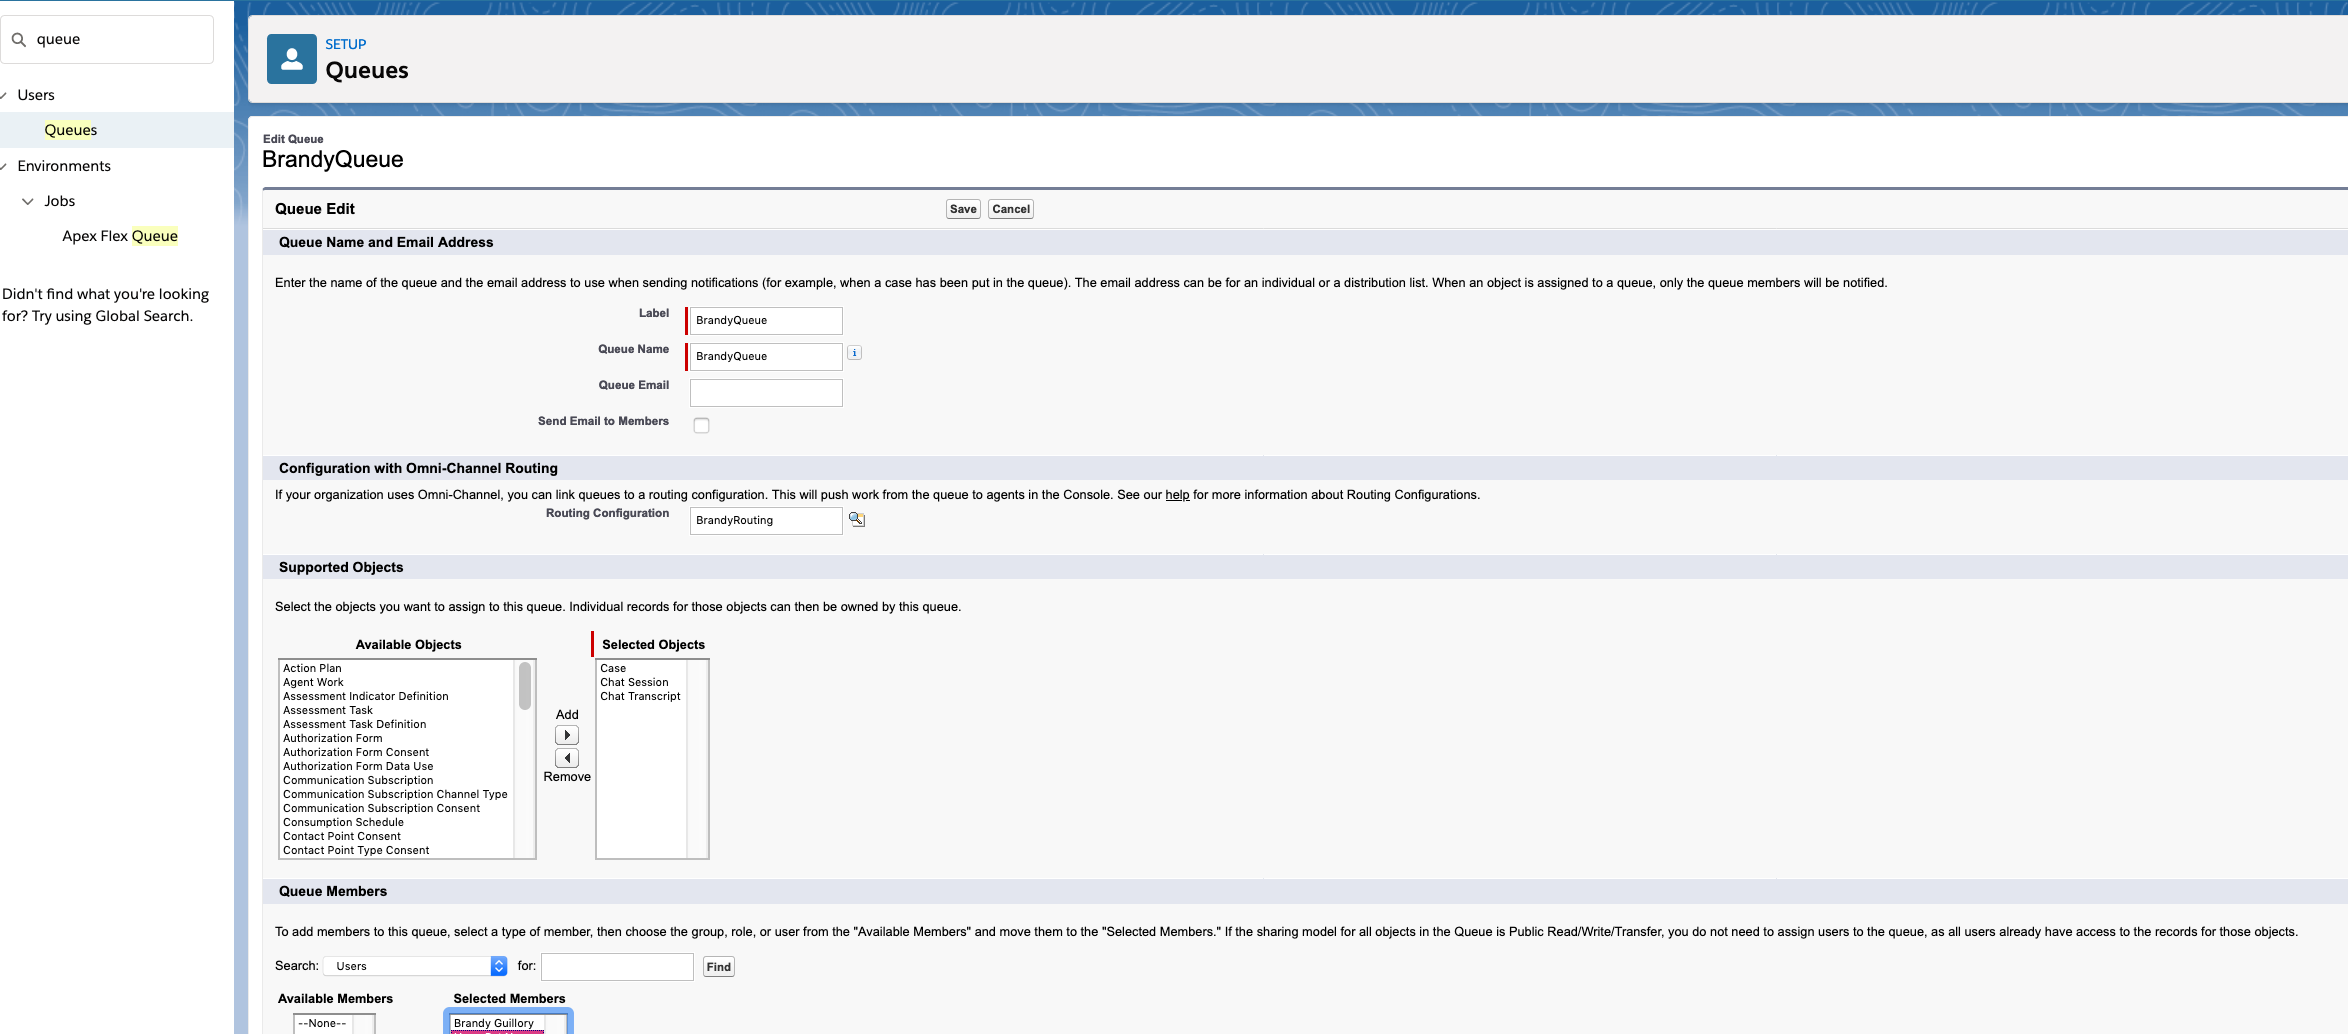 queue
Users
Queues
Environments
Jobs
Apex Flex Queue
Didn't find what you're looking
for? Try using Global Search.
SETUP
Queues
Edit Queue
BrandyQueue
Queue Edit
Save Cancel
Queue Name and Email Address
Enter the name of the queue and the email address to use when sending notifications (for example, when a case has been put in the queue). The email address can be for an individual or a distribution list. When an object is assigned to a queue, only the queue members will be notified.
Label BrandyQueue
Queue Name BrandyQueue i
Queue Email
Send Email to Members
Configuration with Omni-Channel Routing
If your organization uses Omni-Channel, you can link queues to a routing configuration. This will push work from the queue to agents in the Console. See our help for more information about Routing Configurations.
Routing Configuration BrandyRouting
Supported Objects
Select the objects you want to assign to this queue. Individual records for those objects can then be owned by this queue.
Available Objects
Action Plan
Agent Work
Assessment Indicator Definition
Assessment Task
Assessment Task Definition
Authorization Form
Authorization Form Consent
Authorization Form Data Use
Communication Subscription
Communication Subscription Channel Type
Communication Subscription Consent
Consumption Schedule
Contact Point Consent
Contact Point Type Consent
Add
Remove
Selected Objects
Case
Chat Session
Chat Transcript
Queue Members
To add members to this queue, select a type of member, then choose the group, role, or user from the "Available Members" and move them to the "Selected Members." If the sharing model for all objects in the Queue is Public Read/Write/Transfer, you do not need to assign users to the queue, as all users already have access to the records for those objects.
Search: Users for: Find
Available Members
--None--
Selected Members
Brandy Guillory